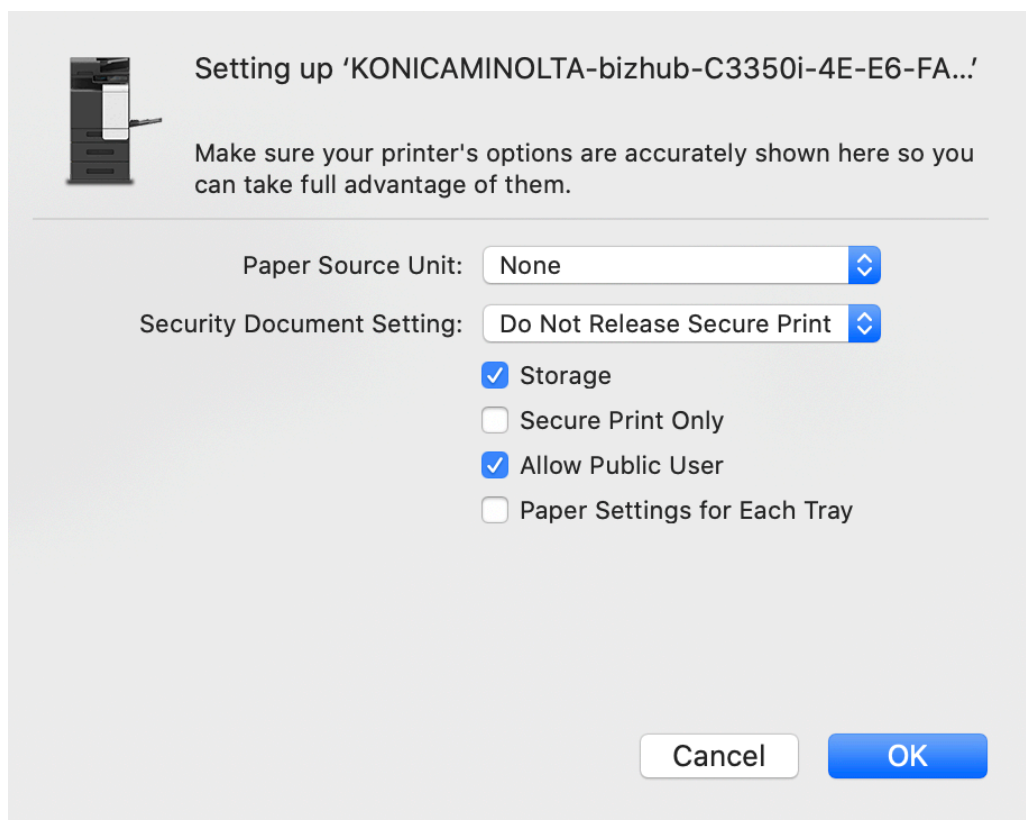 Setting up ‘KONICAMINOLTA-bizhub-C3350i-4E-E6-FA...’
Make sure your printer's options are accurately shown here so you
can take full advantage of them.
Paper Source Unit: None
Security Document Setting: Do Not Release Secure Print
Storage
Secure Print Only
Allow Public User
Paper Settings for Each Tray
Cancel OK